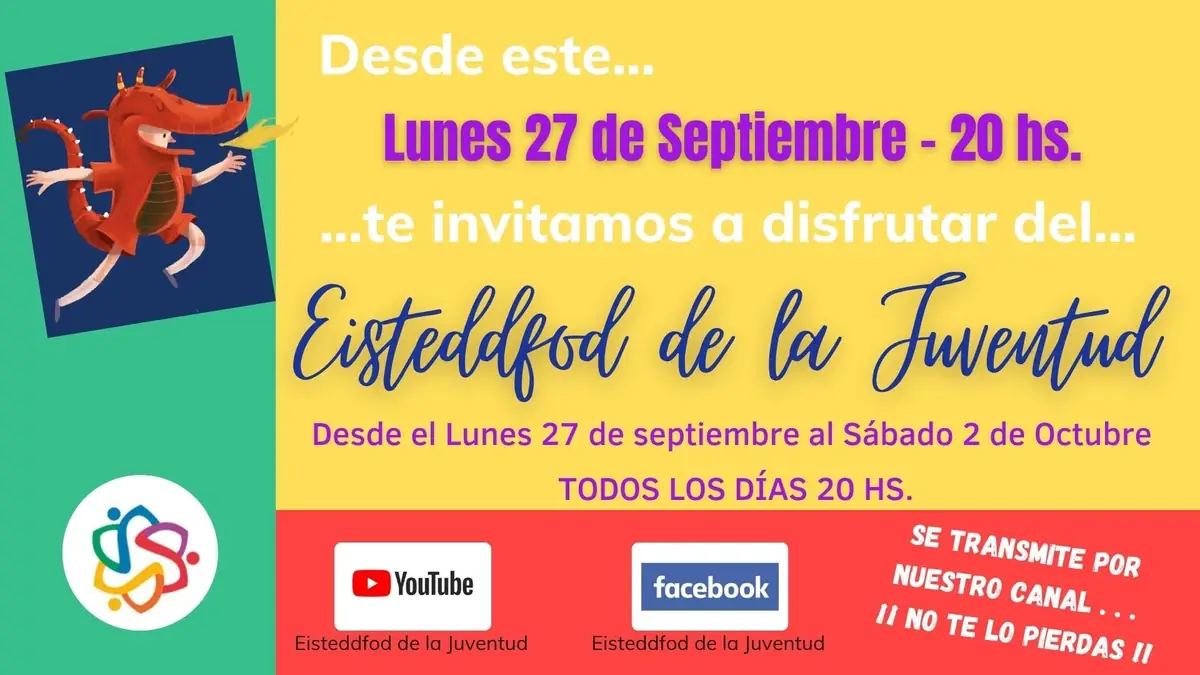 Desde este...
Lunes 27 de Septiembre - 20 hs.
...te invitamos a disfrutar del...
Eisteddfod de la Juventud
Desde el Lunes 27 de septiembre al Sábado 2 de Octubre
TODOS LOS DÍAS 20 HS.
YouTube
Eisteddfod de la Juventud
facebook
Eisteddfod de la Juventud
SE TRANSMITE POR
NUESTRO CANAL . . .
¡¡ NO TE LO PIERDAS !!